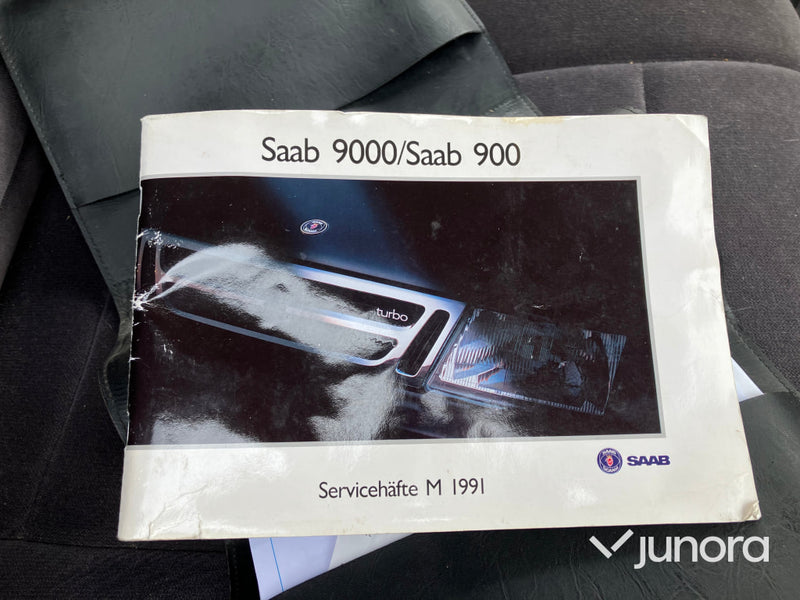 Saab 9000/Saab 900
turbo
SAAB
Servicehäfte M 1991
junora